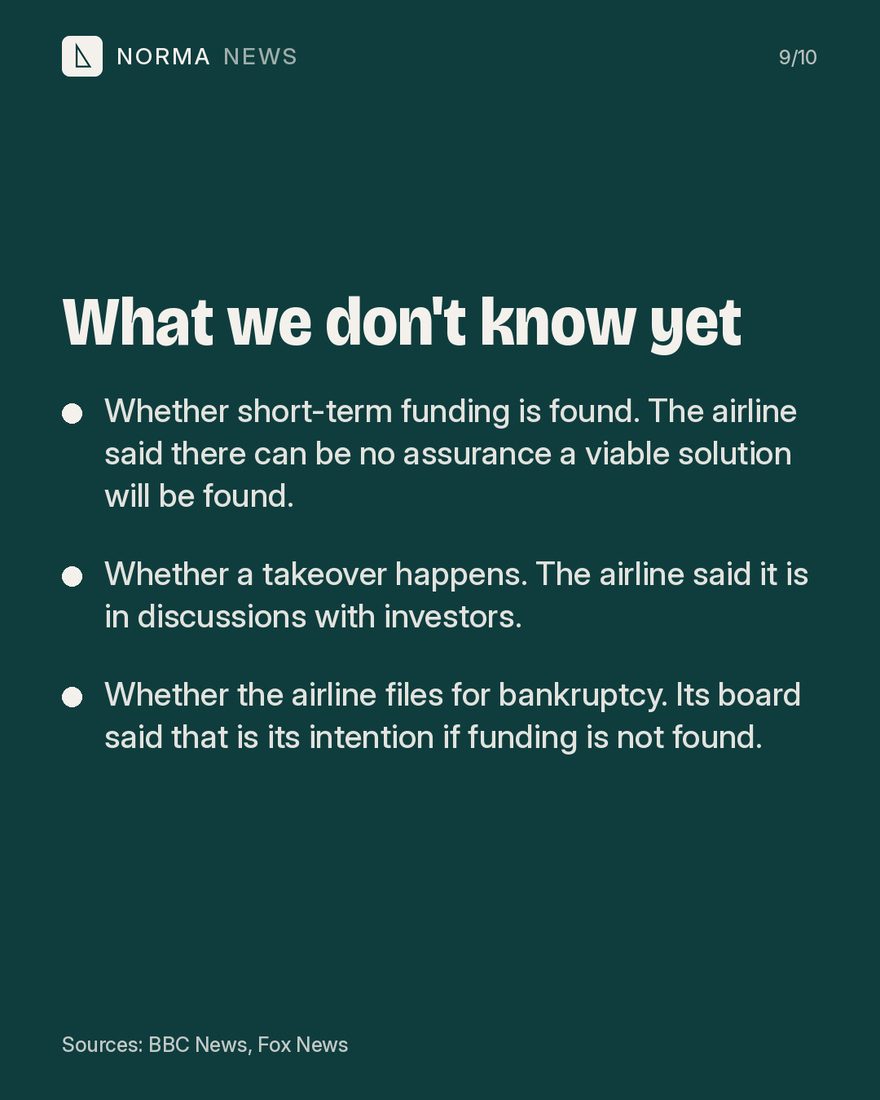 NORMA NEWS
9/10
What we don't know yet
Whether short-term funding is found. The airline
said there can be no assurance a viable solution
will be found.
Whether a takeover happens. The airline said it is
in discussions with investors.
Whether the airline files for bankruptcy. Its board
said that is its intention if funding is not found.
Sources: BBC News, Fox News